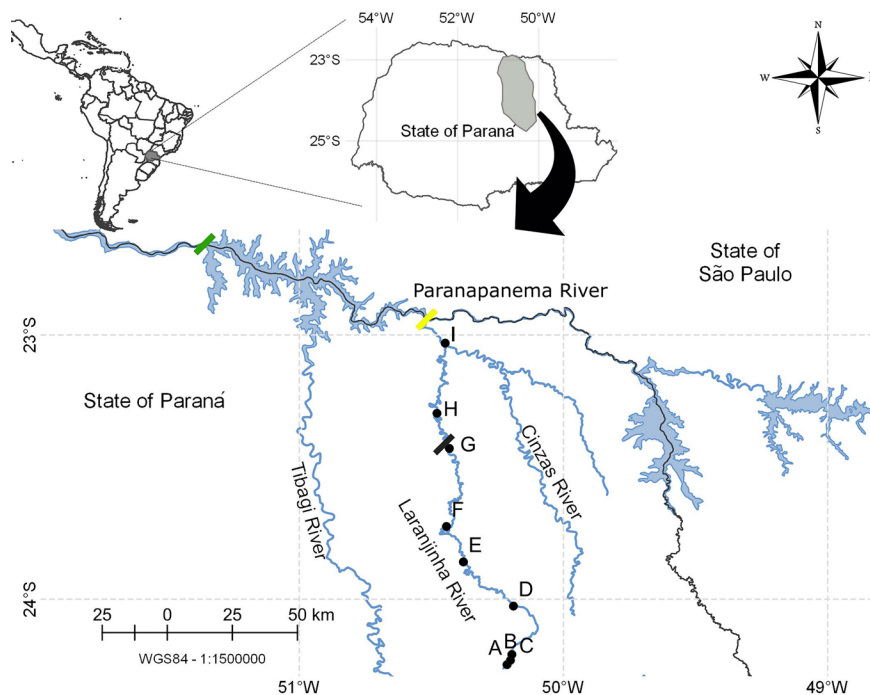 54°W 52°W 50°W
N
23°S
W
E
State of Paraná
25°S
S
State of
São Paulo
Paranapanema River
23°S
I
State of Paraná
H
G
Cinzas River
Tibagi River
F
Laranjinha River
E
D
24°S
25 0 25 50 km
A B C
WGS84 - 1:1500000
51°W 50°W 49°W